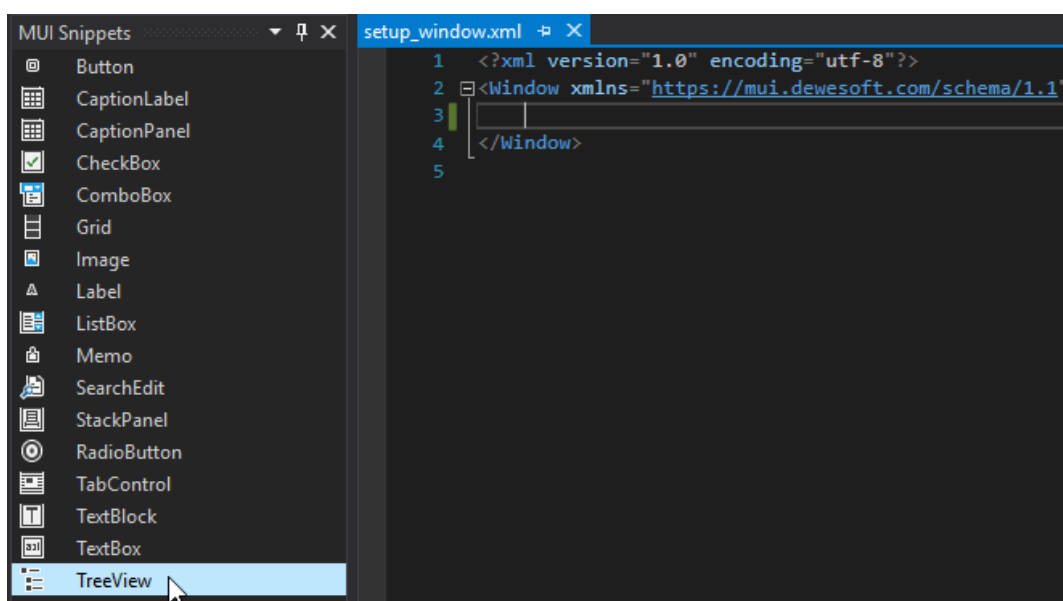 MUI Snippets
Button
CaptionLabel
CaptionPanel
CheckBox
ComboBox
Grid
Image
Label
ListBox
Memo
SearchEdit
StackPanel
RadioButton
TabControl
TextBlock
TextBox
TreeView
setup_window.xml
1 <?xml version="1.0" encoding="utf-8"?>
2 <Window xmlns="https://mui.dewesoft.com/schema/1.1"
3
4 </Window>
5